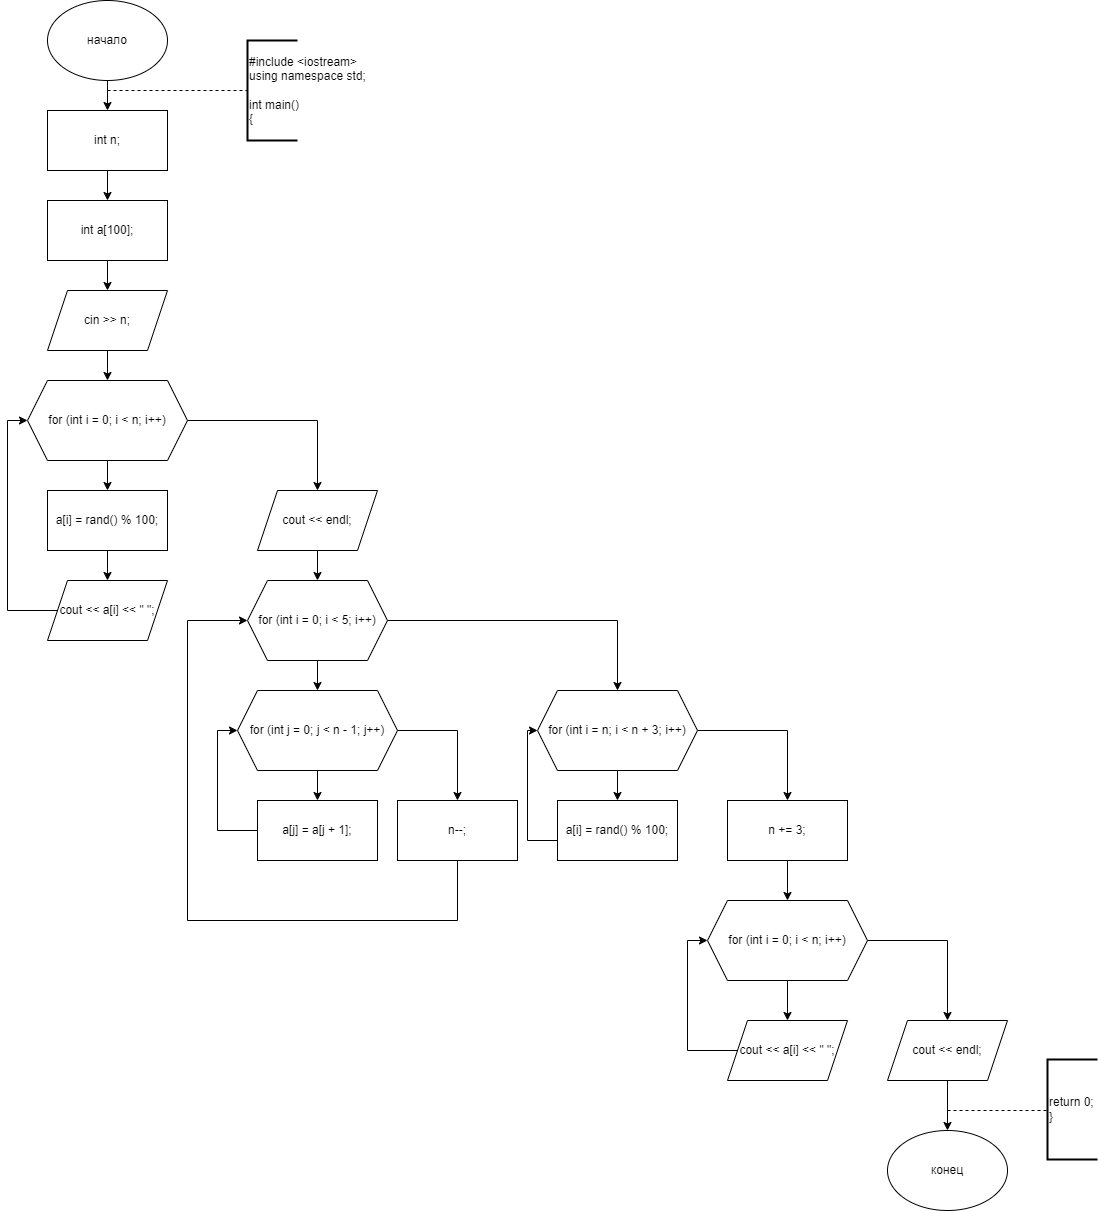 начало
#include <iostream>
using namespace std;
int main()
{
int n;
int a[100];
cin >> n;
for (int i = 0; i < n; i++)
a[i] = rand() % 100;
cout << a[i] << " ";
cout << endl;
for (int i = 0; i < 5; i++)
for (int j = 0; j < n - 1; j++)
a[j] = a[j + 1];
n--;
for (int i = n; i < n + 3; i++)
a[i] = rand() % 100;
n += 3;
for (int i = 0; i < n; i++)
cout << a[i] << " ";
cout << endl;
return 0;
}
конец